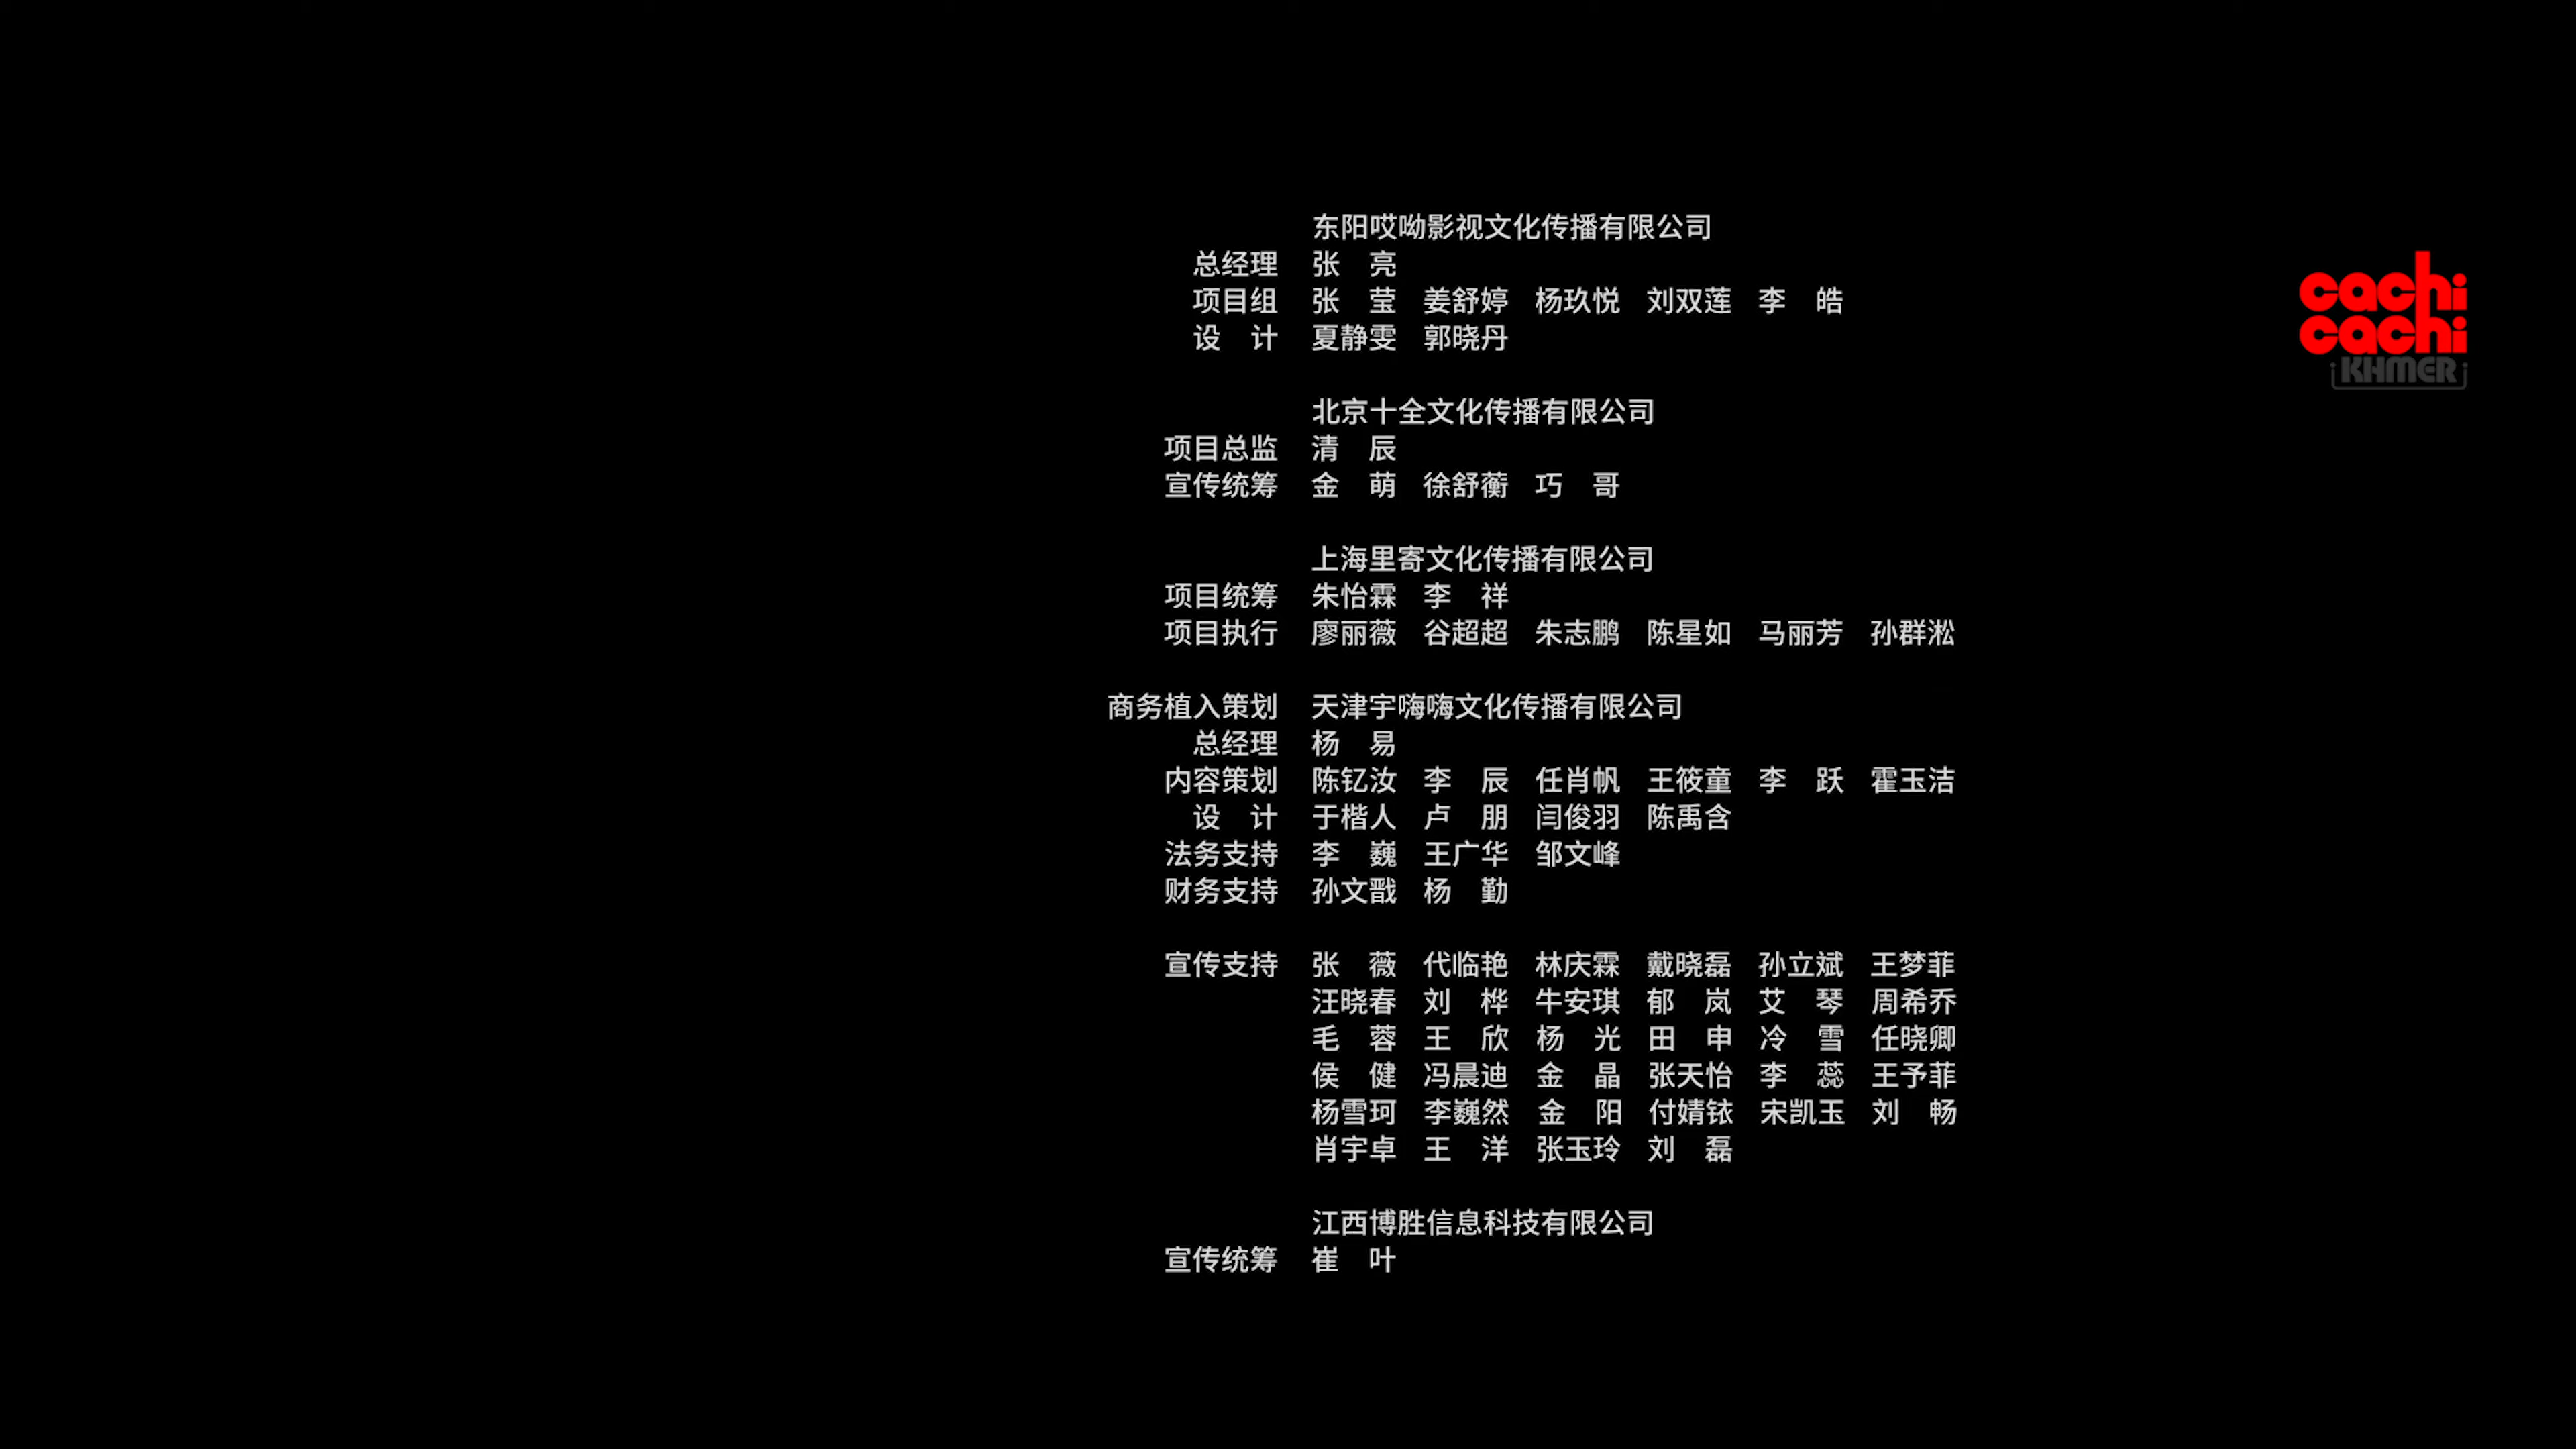 东阳哎呦影视文化传播有限公司
总经理 张 亮
项目组 张 莹 姜舒婷 杨玖悦 刘双莲 李 皓
设 计 夏静雯 郭晓丹
北京十全文化传播有限公司
项目总监 清 辰
宣传统筹 金 萌 徐舒蘅 巧 哥
上海里寄文化传播有限公司
项目统筹 朱怡霖 李 祥
项目执行 廖丽薇 谷超超 朱志鹏 陈星如 马丽芳 孙群淞
商务植入策划 天津宇嗨嗨文化传播有限公司
总经理 杨 易
内容策划 陈钇汝 李 辰 任肖帆 王筱童 李 跃 霍玉洁
设 计 于楷人 卢 朋 闫俊羽 陈禹含
法务支持 李 巍 王广华 邹文峰
财务支持 孙文戬 杨 勤
宣传支持 张 薇 代临艳 林庆霖 戴晓磊 孙立斌 王梦菲
汪晓春 刘 桦 牛安琪 郁 岚 艾 琴 周希乔
毛 蓉 王 欣 杨 光 田 申 冷 雪 任晓卿
侯 健 冯晨迪 金 晶 张天怡 李 蕊 王予菲
杨雪珂 李巍然 金 阳 付婧铱 宋凯玉 刘 畅
肖宇卓 王 洋 张玉玲 刘 磊
江西博胜信息科技有限公司
宣传统筹 崔 叶
cachi
cachi
KHMER